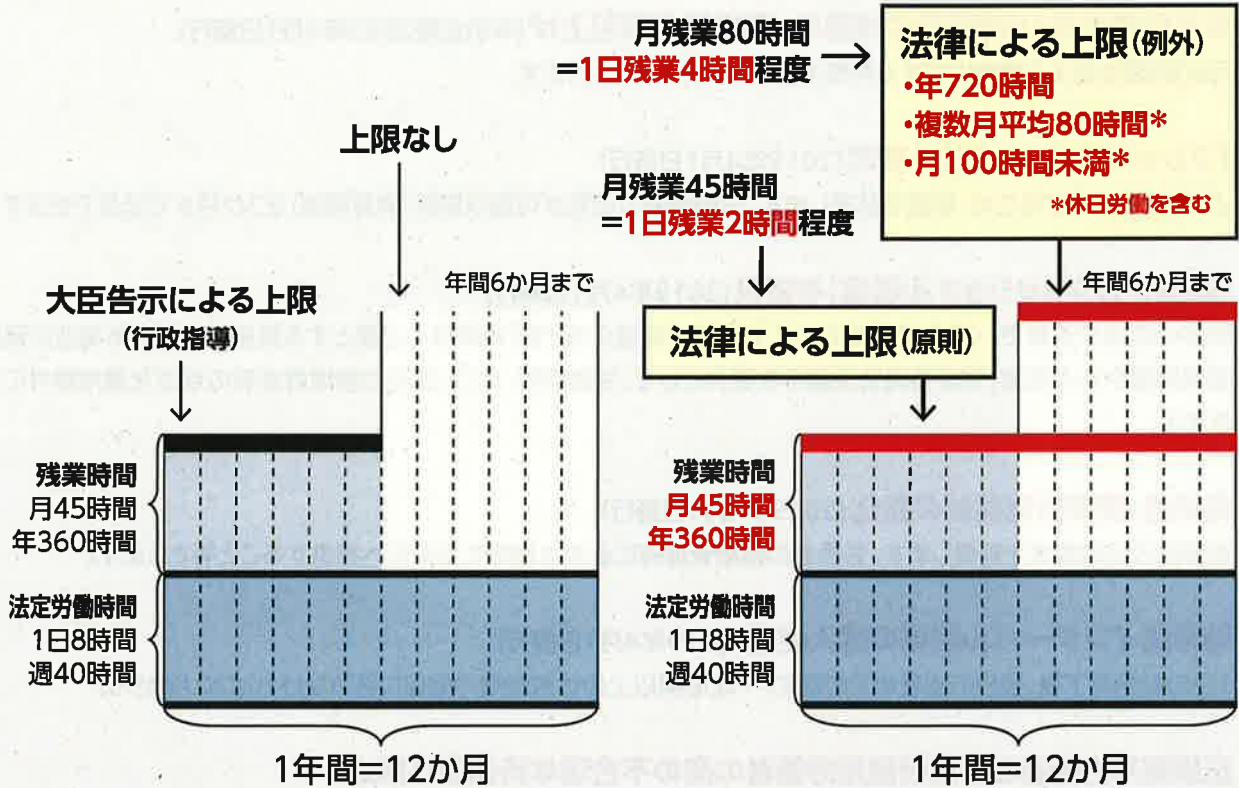 月残業80時間
=1日残業4時間程度
法律による上限(例外)
・年720時間
・複数月平均80時間*
・月100時間未満*
*休日労働を含む
上限なし
月残業45時間
=1日残業2時間程度
年間6か月まで
年間6か月まで
大臣告示による上限
(行政指導)
法律による上限(原則)
残業時間
月45時間
年360時間
法定労働時間
1日8時間
週40時間
1年間=12か月
残業時間
月45時間
年360時間
法定労働時間
1日8時間
週40時間
1年間=12か月